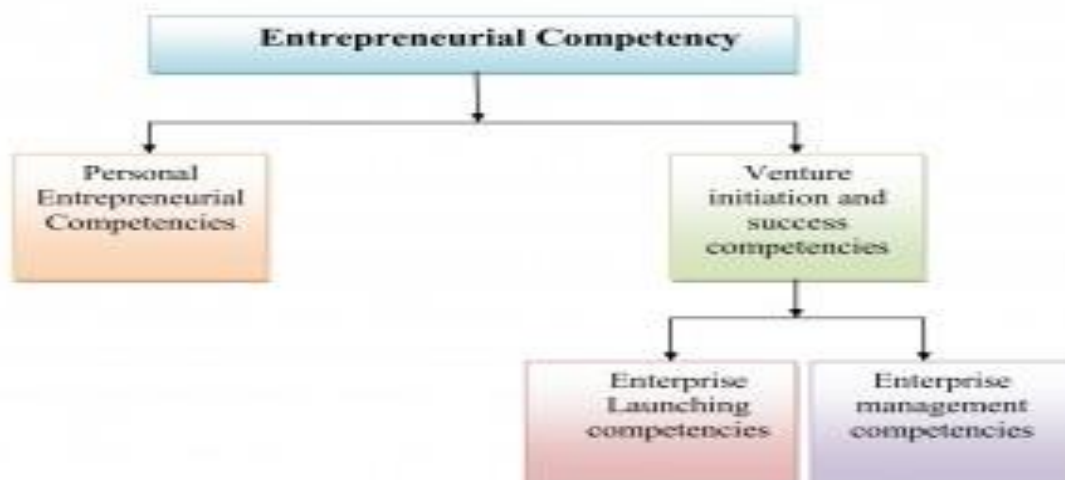 Entrepreneurial Competency
Personal
Entrepreneurial
Competencies
Venture
initiation and
success
competencies
Enterprise
Launching
competencies
Enterprise
management
competencies